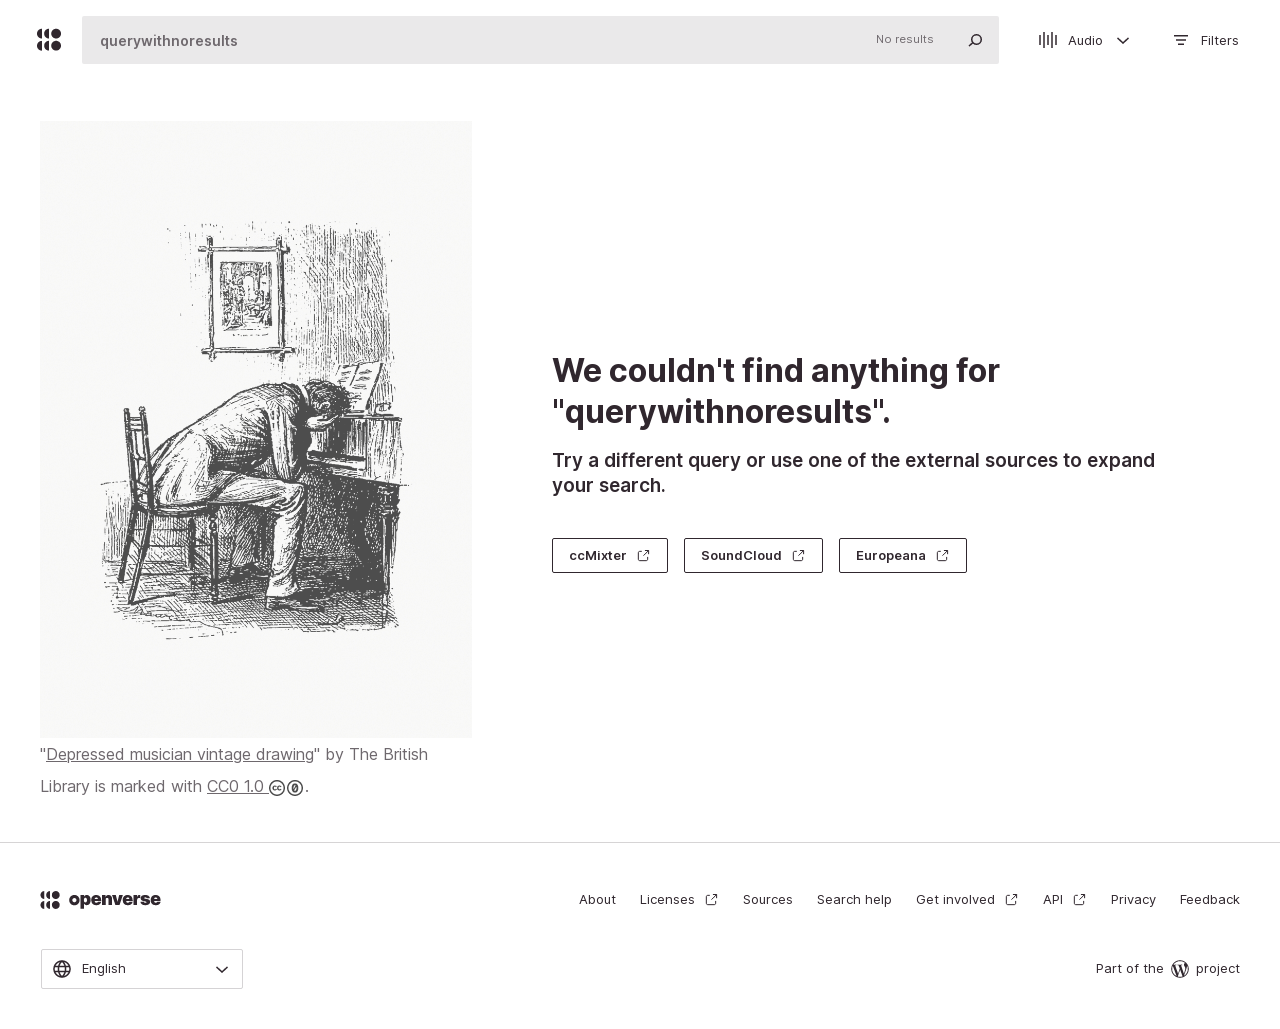 querywithnoresults
No results
Audio
Filters
We couldn't find anything for
"querywithnoresults".
Try a different query or use one of the external sources to expand
your search.
ccMixter
SoundCloud
Europeana
"Depressed musician vintage drawing" by The British
Library is marked with CC0 1.0 .
openverse
About
Licenses
Sources
Search help
Get involved
API
Privacy
Feedback
English
Part of the project